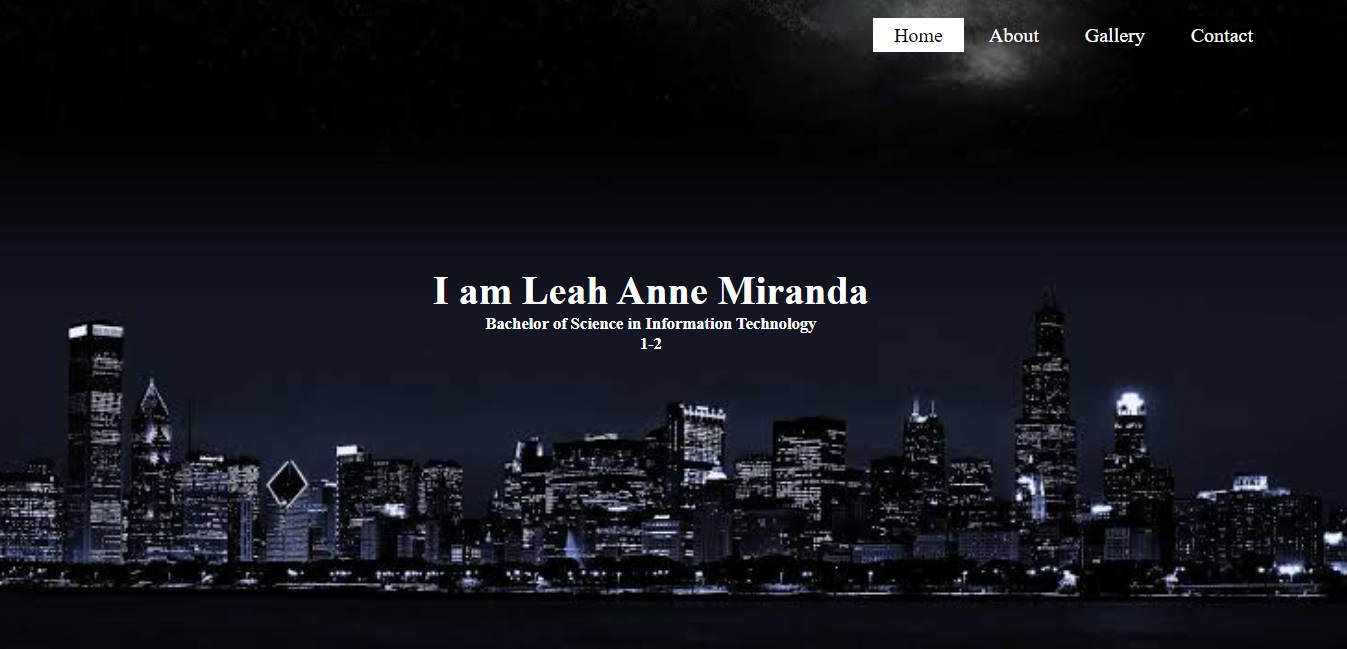 Home About Gallery Contact
I am Leah Anne Miranda
Bachelor of Science in Information Technology
1-2